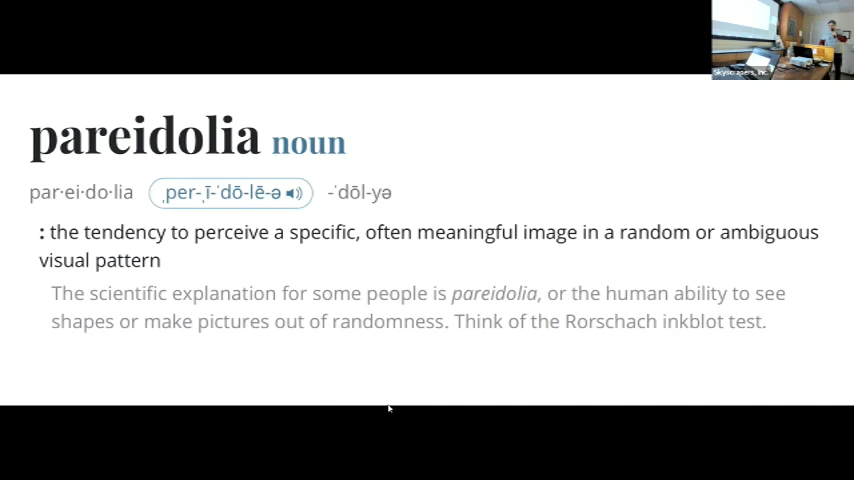 Skyscrapers, Inc.
pareidolia noun
par·ei·do·lia ˌper-ˌī-ˈdō-lē-ə -ˈdōl-yə
: the tendency to perceive a specific, often meaningful image in a random or ambiguous
visual pattern
The scientific explanation for some people is pareidolia, or the human ability to see
shapes or make pictures out of randomness. Think of the Rorschach inkblot test.